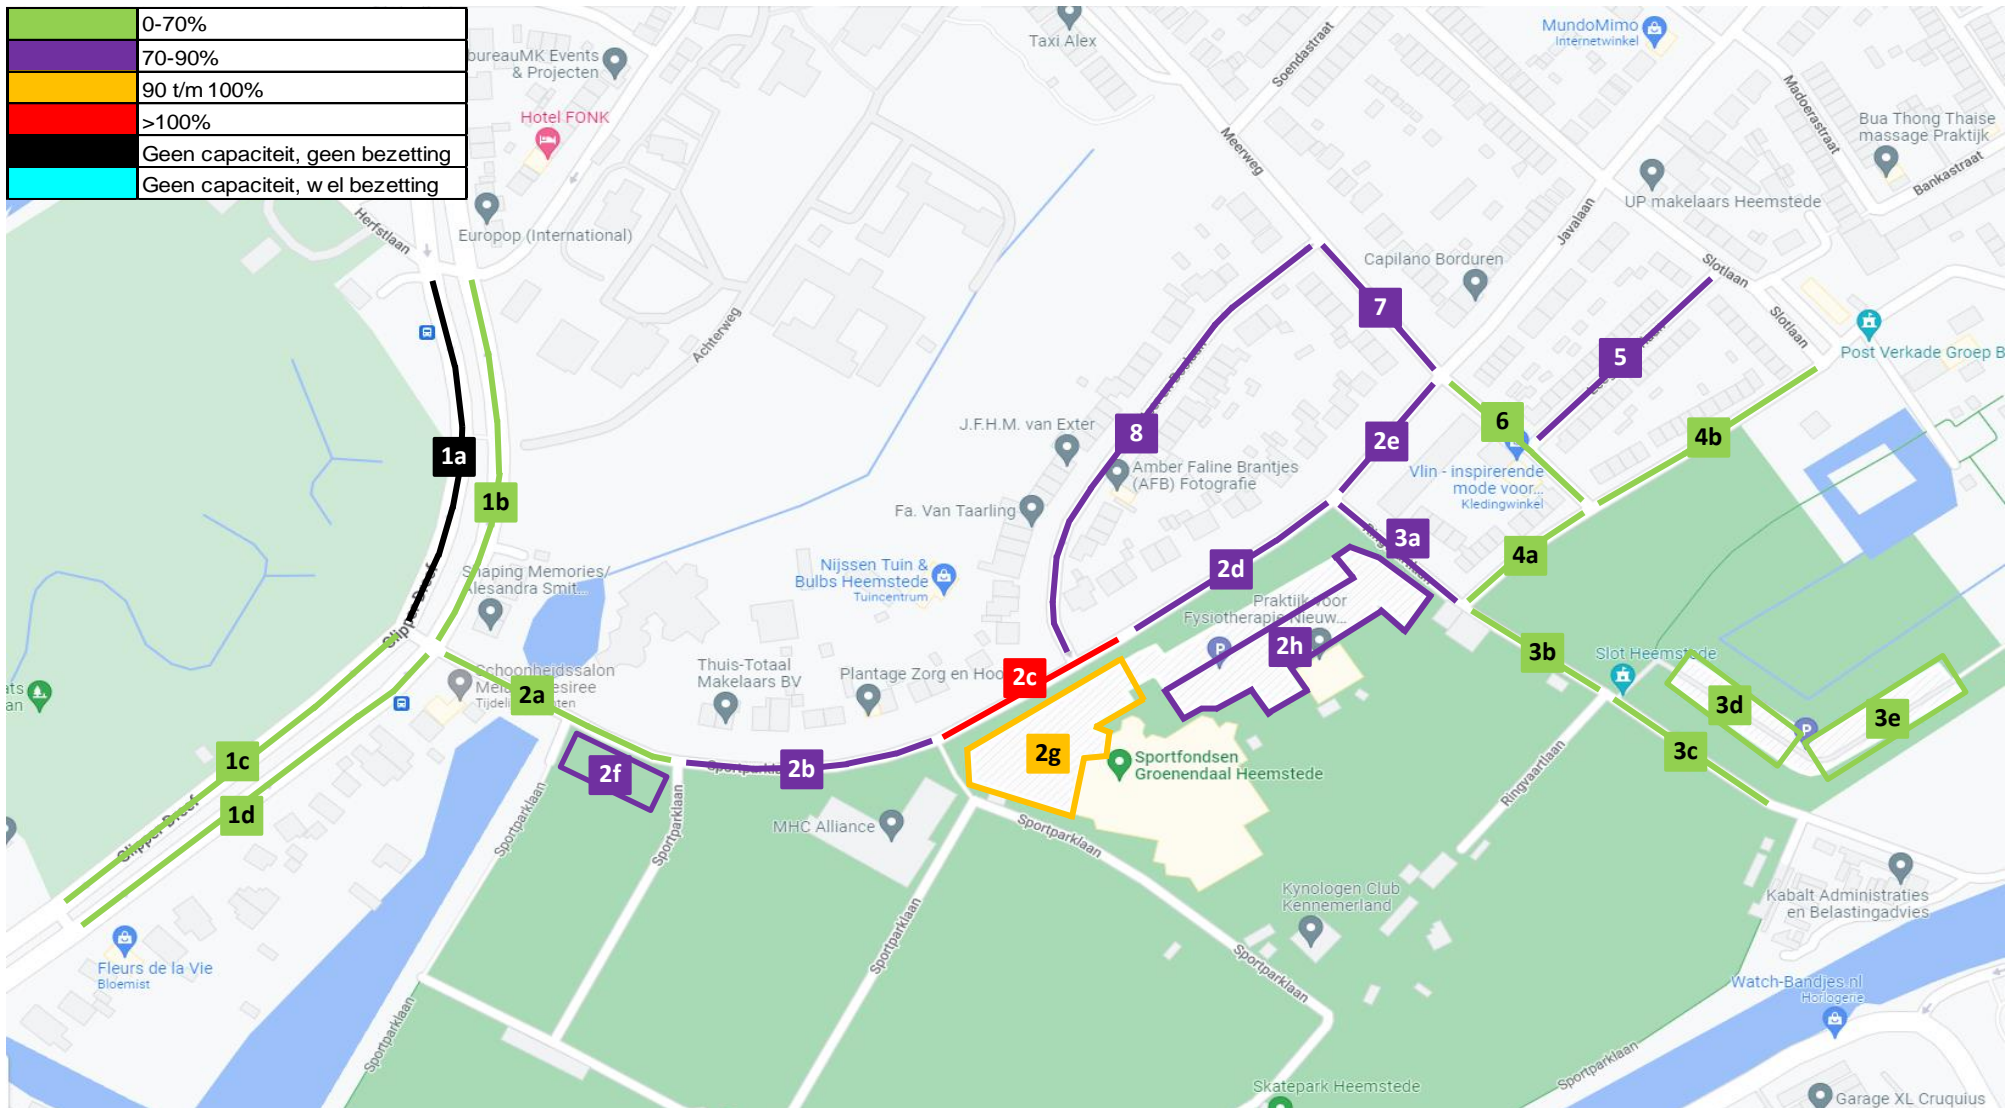 0-70%
70-90%
90 t/m 100%
>100%
Geen capaciteit, geen bezetting
Geen capaciteit, wel bezetting
bureauMK Events
& Projecten
Taxi Alex
MundoMimo
Internetwinkel
Soendastraat
Madoerastraat
Hotel FONK
Meerweg
Bua Thong Thaise
massage Praktijk
Bankastraat
UP makelaars Heemstede
Herfstlaan
Europop (International)
Javalaan
Capilano Borduren
Slotlaan
Slotlaan
Achterweg
7
5
Post Verkade Groep B
J.F.H.M. van Exter
8
2e
6
4b
1a
Amber Faline Brantjes
(AFB) Fotografie
Vlin - inspirerende
mode voor...
Kledingwinkel
1b
Fa. Van Taarling
3a
4a
Nijssen Tuin &
Bulbs Heemstede
Tuincentrum
2d
Shaping Memories/
Alesandra Smit...
Praktijk voor
Fysiotherapie Nieuw...
2h
3b
Slot Heemstede
Schoonheidssalon
2a
Thuis-Totaal
Makelaars BV
Plantage Zorg en
2c
3d
3e
3c
1c
2f
2b
2g
Sportfondsen
Groenendaal Heemstede
1d
Sportparklaan
Sportparklaan
MHC Alliance
Sportparklaan
Ringvaartlaan
Kynologen Club
Kennemerland
Kabalt Administraties
en Belastingadvies
Sportparklaan
Sportparklaan
Fleurs de la Vie
Bloemist
Watch-Bandjes.nl
Horlogerie
Sportparklaan
Sportparklaan
Skatepark Heemstede
Garage XL Cruquius